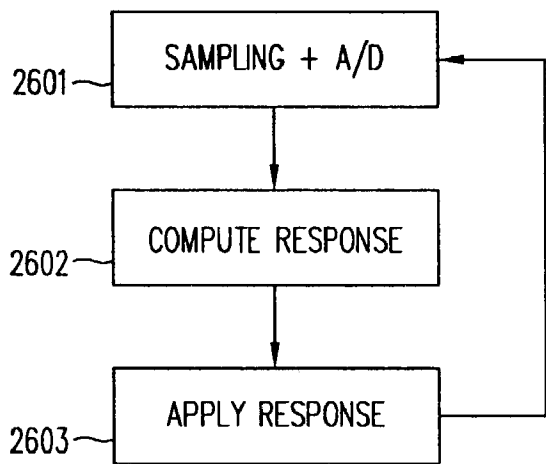 SAMPLING + A/D
2601
COMPUTE RESPONSE
2602
APPLY RESPONSE
2603